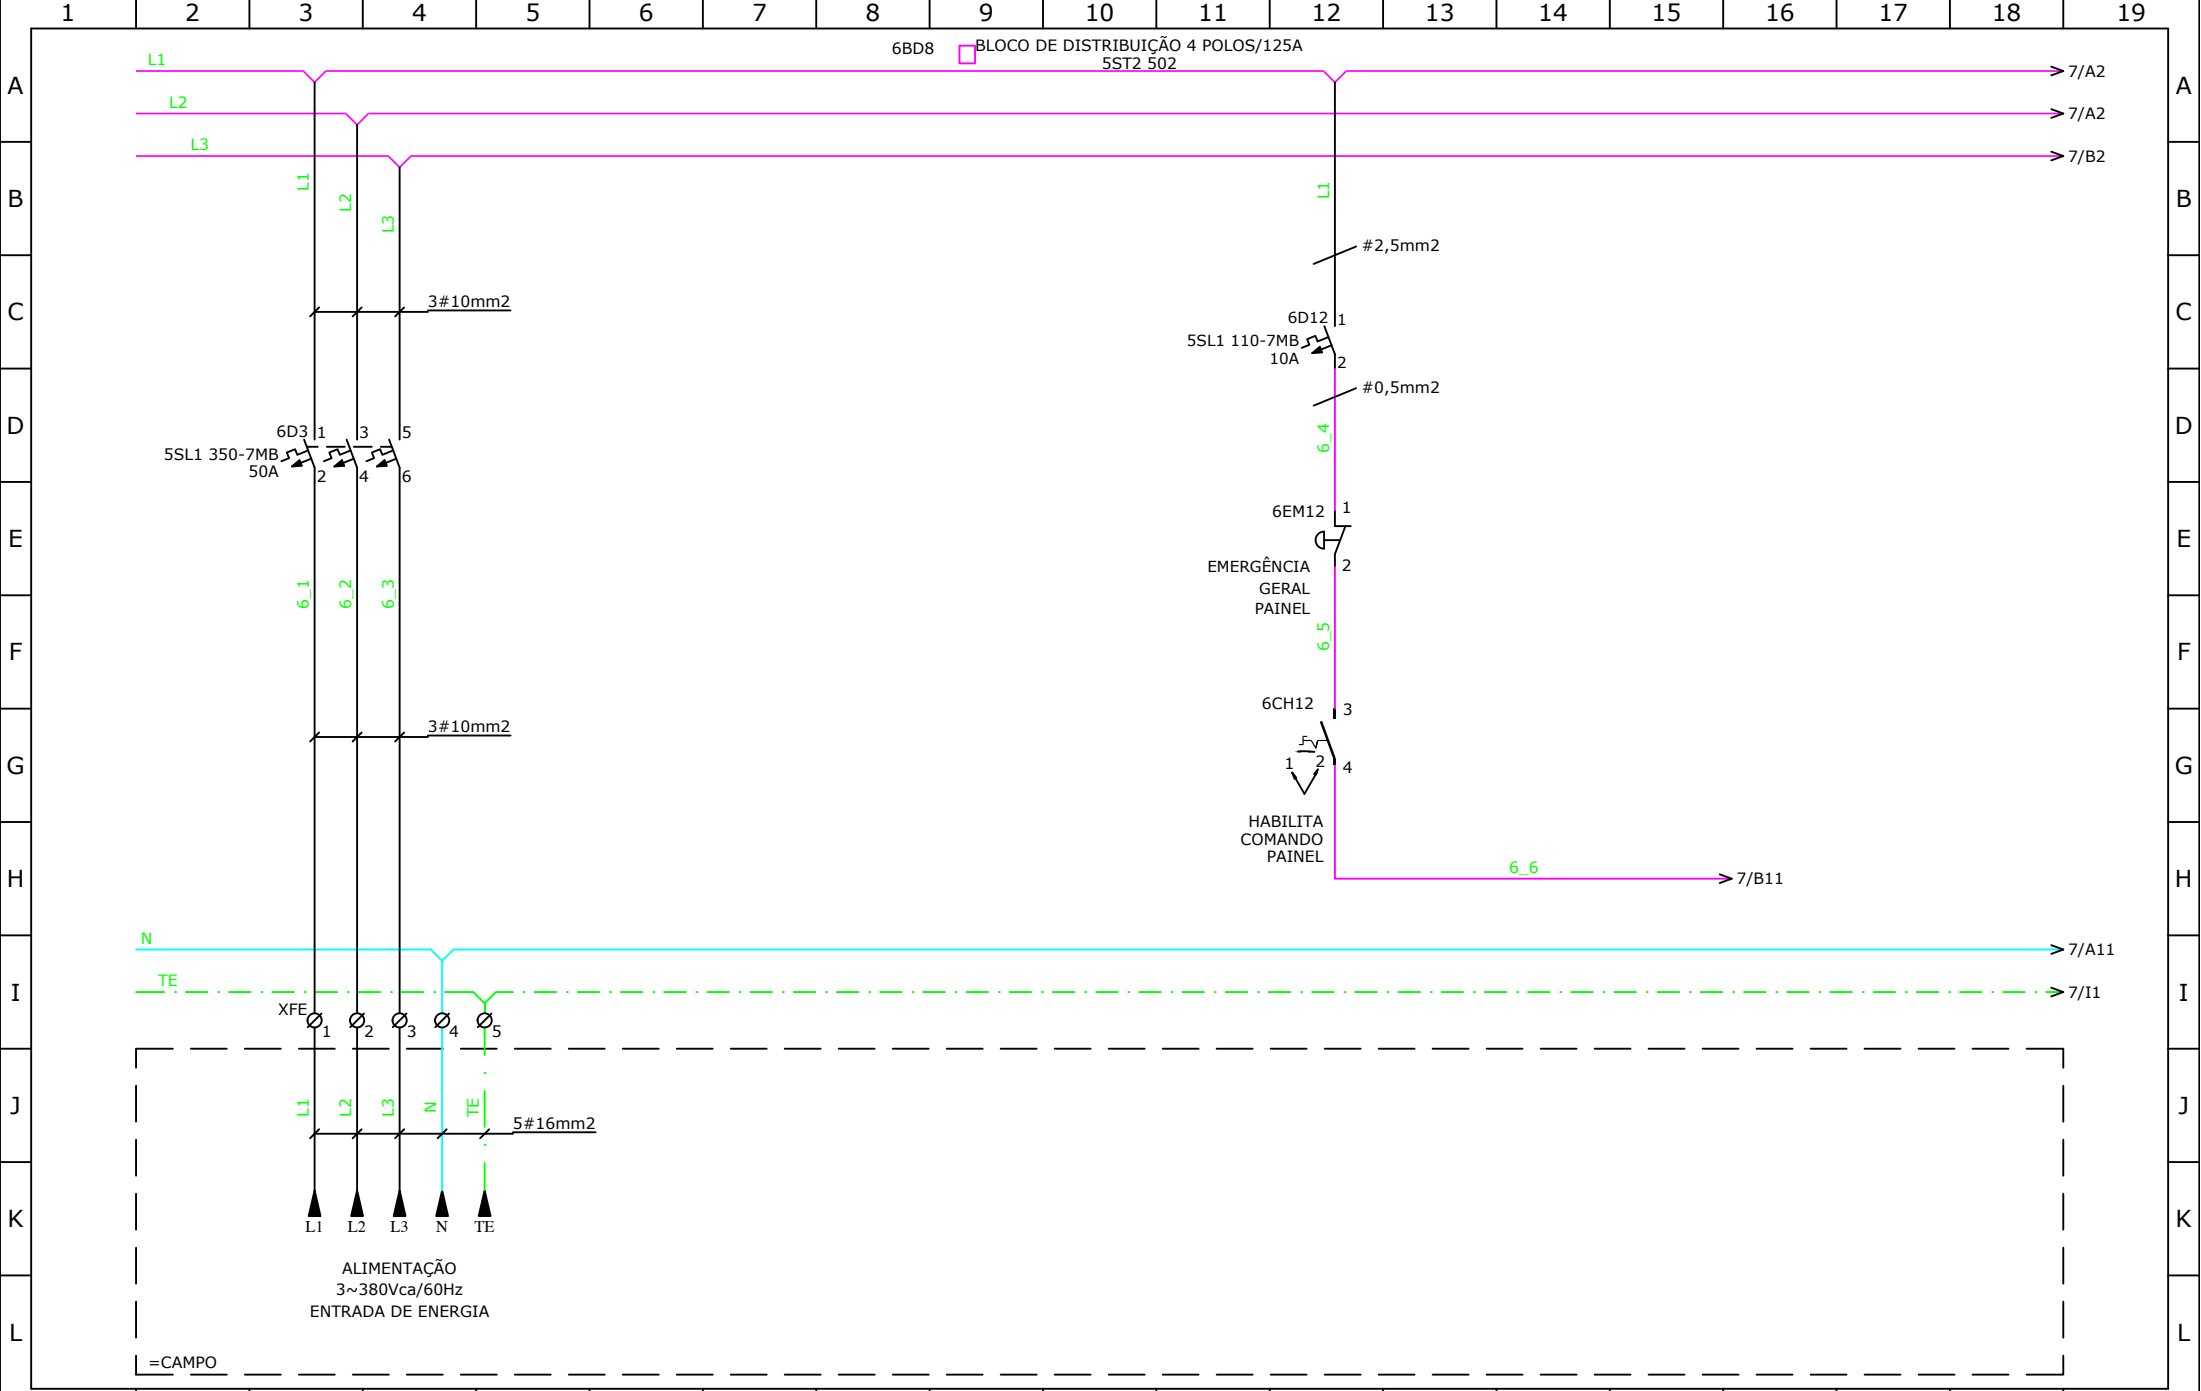 1 2 3 4 5 6 7 8 9 10 11 12 13 14 15 16 17 18 19
6BD8 BLOCO DE DISTRIBUIÇÃO 4 POLOS/125A
5ST2 502
L1
7/A2
A A
L2
7/A2
L3
7/B2
L1
L2
L3
L1
B B
#2,5mm2
3#10mm2
C C
6D12 1
5SL1 110-7MB
10A
2
#0,5mm2
D D
6D3 1 3 5
5SL1 350-7MB
50A
2 4 6
6_4
6EM12 1
E E
EMERGÊNCIA 2
GERAL
PAINEL
6_1 6_2 6_3
6_5
F F
6CH12 3
3#10mm2
G G
1 2 4
HABILITA
COMANDO
PAINEL
6_6
H H
7/B11
N
7/A11
TE
I I
7/I1
XFE
1 2 3 4 5
L1 L2 L3 N TE
J J
5#16mm2
K K
L1 L2 L3 N TE
ALIMENTAÇÃO
3~380Vca/60Hz
ENTRADA DE ENERGIA
L L
=CAMPO